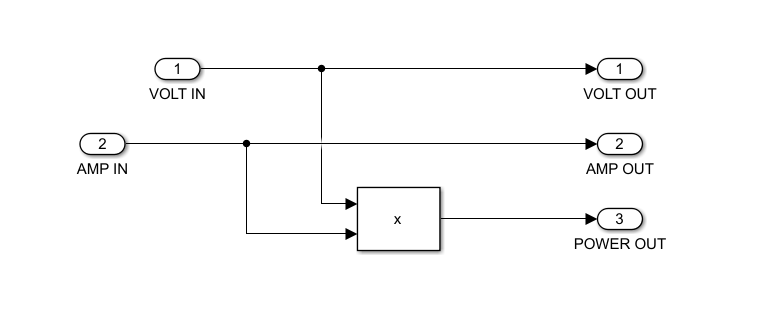 1
1
VOLT IN
VOLT OUT
2
2
AMP IN
AMP OUT
x
3
POWER OUT